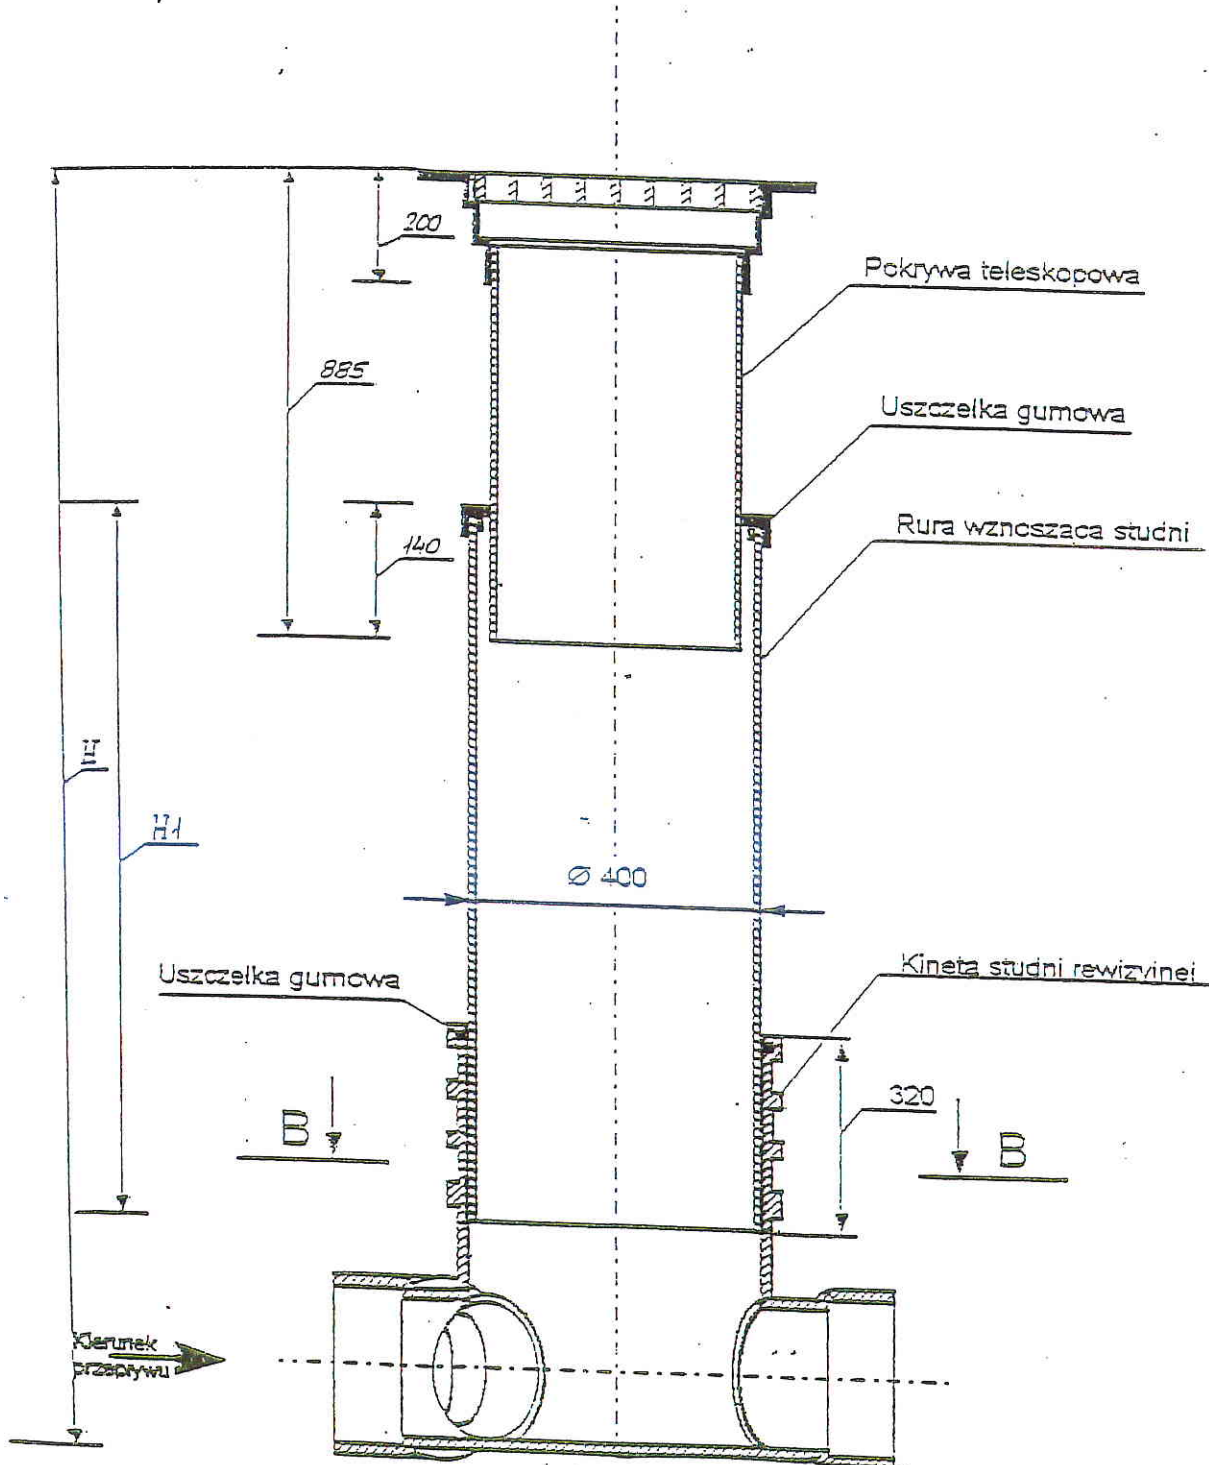 200
Pokrywa teleskopowa
885
Uszczelka gumowa
Rura wznosząca studni
140
H
H1
Ø 400
Uszczelka gumowa
Kineta studni rewizyjnej
320
B
B
Kierunek
przepływu